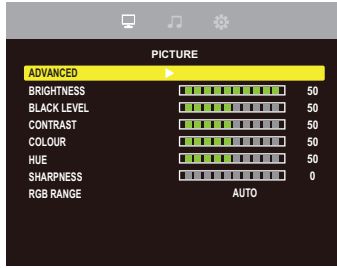 PICTURE
ADVANCED
BRIGHTNESS 50
BLACK LEVEL 50
CONTRAST 50
COLOUR 50
HUE 50
SHARPNESS 0
RGB RANGE AUTO